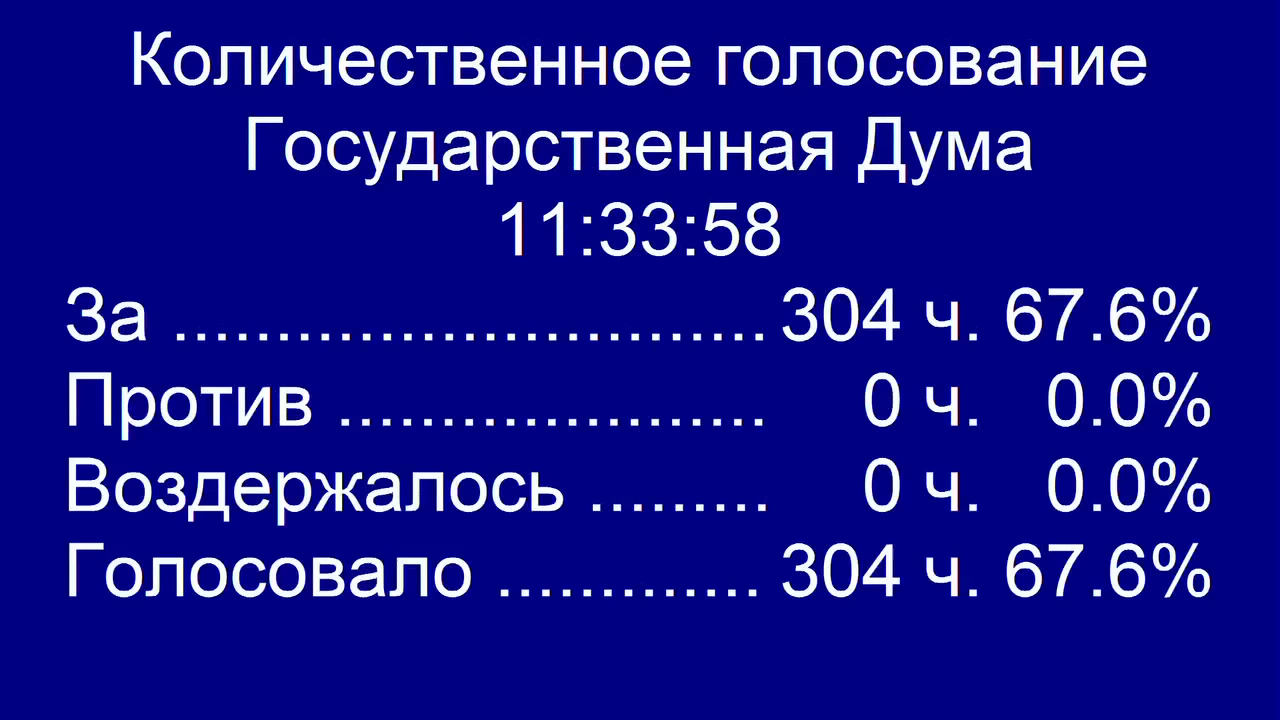 Количественное голосование
Государственная Дума
11:33:58
За ............................. 304 ч. 67.6%
Против ..................... 0 ч. 0.0%
Воздержалось ......... 0 ч. 0.0%
Голосовало ............. 304 ч. 67.6%